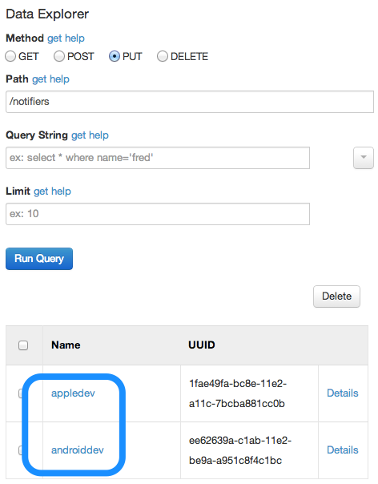 Data Explorer
Method get help
GET POST PUT DELETE
Path get help
/notifiers
Query String get help
ex: select * where name='fred'
Limit get help
ex: 10
Run Query
Delete
Name UUID
appledev 1fae49fa-bc8e-11e2- Details
a11c-7bcba881cc0b
androiddev ee62639a-c1ab-11e2- Details
be9a-a951c8f4c1bc